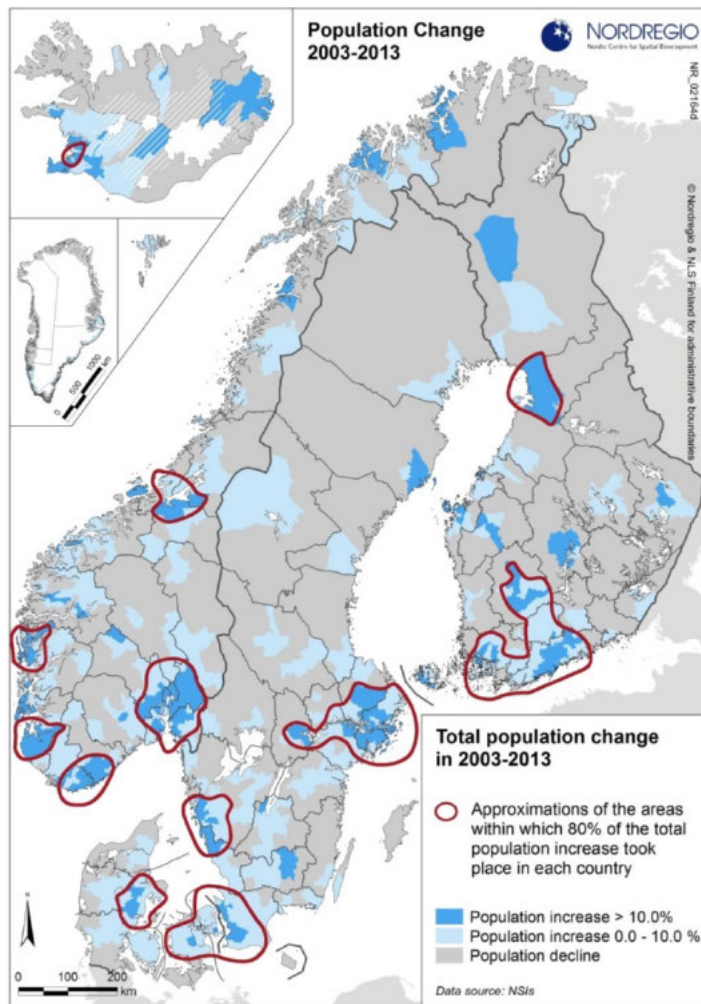 Population Change
2003-2013
NORDREGIO
Nordic Centre for Spatial Development
NR_02164d
© Nordregio & NLS Finland for administrative boundaries
0 500 1000
km
Total population change
in 2003-2013
Approximations of the areas
within which 80% of the total
population increase took
place in each country
Population increase > 10.0%
Population increase 0.0 - 10.0 %
Population decline
Data source: NSIs
N
0 50 100 200
km